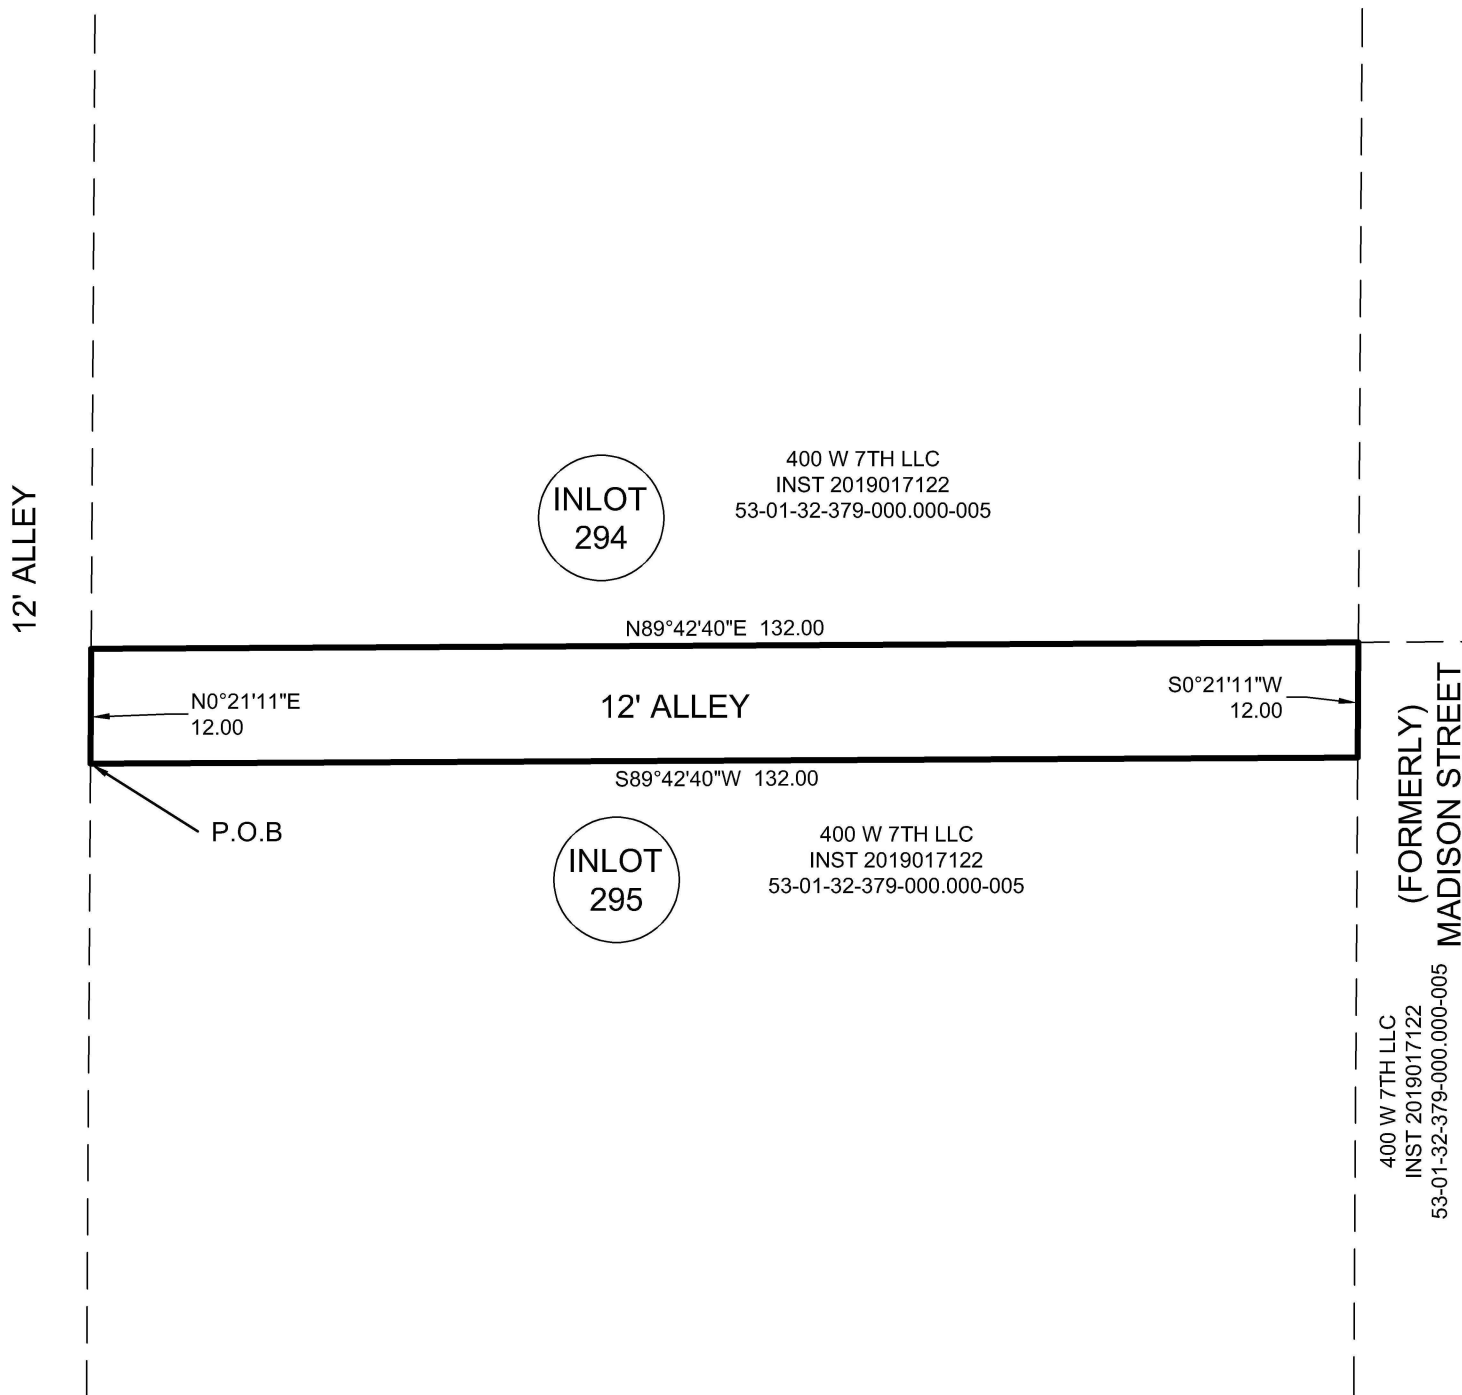 12' ALLEY
INLOT
294
400 W 7TH LLC
INST 2019017122
53-01-32-379-000.000-005
N89°42'40"E 132.00
N0°21'11"E
12.00
12' ALLEY
S0°21'11"W
12.00
S89°42'40"W 132.00
P.O.B
INLOT
295
400 W 7TH LLC
INST 2019017122
53-01-32-379-000.000-005
(FORMERLY)
MADISON STREET
400 W 7TH LLC
INST 2019017122
53-01-32-379-000.000-005